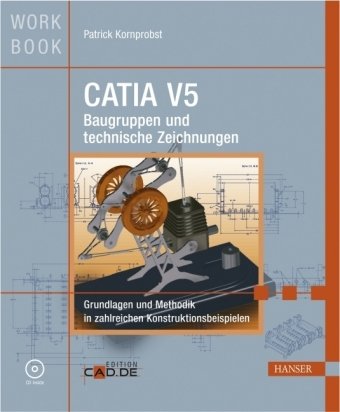 WORK
BOOK
Patrick Kornprobst
CATIA V5
Baugruppen und
technische Zeichnungen
Grundlagen und Methodik
in zahlreichen Konstruktionsbeispielen
HANSER
EDITION
CAD.DE